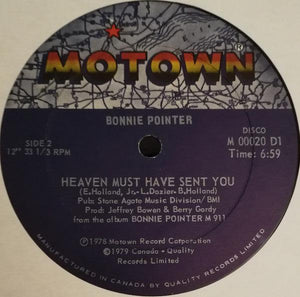 MOTOWN®
BONNIE POINTER
DISCO
SIDE 2
M 00020 D1
12" 33 1/3 RPM
Time: 6:59
HEAVEN MUST HAVE SENT YOU
(E.Holland, Jr.-L.Dozier-B.Holland)
Pub: Stone Agate Music Division/ BMI
Prod: Jeffrey Bowen & Berry Gordy
from the album BONNIE POINTER M 911
℗ 1978 Motown Record Corporation
© 1979 Canada • Quality
Records Limited
MANUFACTURED IN CANADA BY QUALITY RECORDS LIMITED